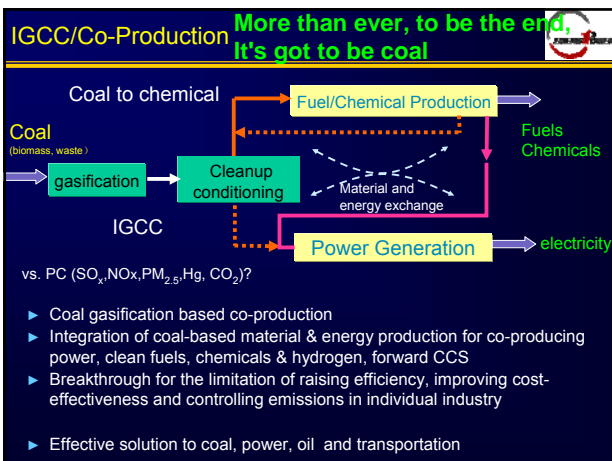 IGCC/Co-Production
More than ever, to be the end,
It's got to be coal
Coal to chemical
Fuel/Chemical Production
Coal
(biomass, waste）
Fuels
Chemicals
gasification
Cleanup
conditioning
Material and
energy exchange
IGCC
Power Generation
electricity
vs. PC (SOx,NOx,PM2.5,Hg, CO2)?
► Coal gasification based co-production
► Integration of coal-based material & energy production for co-producing
power, clean fuels, chemicals & hydrogen, forward CCS
► Breakthrough for the limitation of raising efficiency, improving cost-
effectiveness and controlling emissions in individual industry
► Effective solution to coal, power, oil and transportation